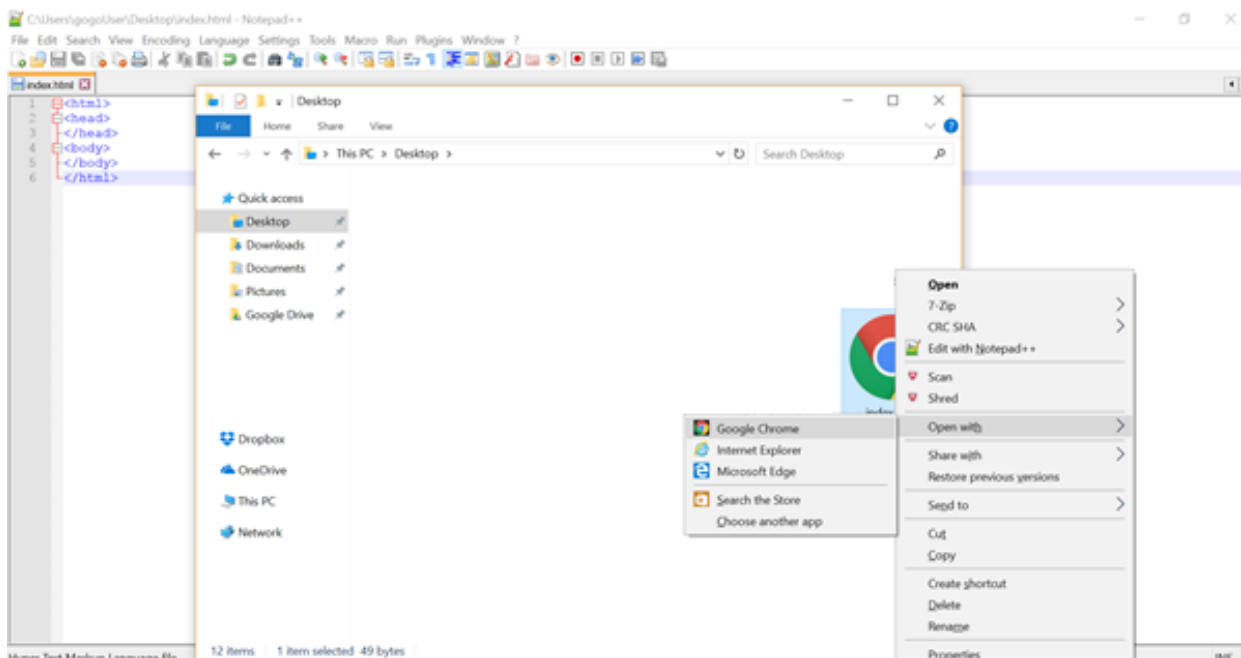 C:\Users\gogoUser\Desktop\index.html - Notepad++
File Edit Search View Encoding Language Settings Tools Macro Run Plugins Window ?
index.html
1 <html>
2 <head>
3 </head>
4 <body>
5 </body>
6 </html>
Desktop
File Home Share View
This PC > Desktop >
Search Desktop
Quick access
Desktop
Downloads
Documents
Pictures
Google Drive
Dropbox
OneDrive
This PC
Network
index
Open
7-Zip
CRC SHA
Edit with Notepad++
Scan
Shred
Open with
Share with
Restore previous versions
Send to
Cut
Copy
Create shortcut
Delete
Rename
Properties
Google Chrome
Internet Explorer
Microsoft Edge
Search the Store
Choose another app
12 items 1 item selected 49 bytes
Hyper Text Markup Language file
INS